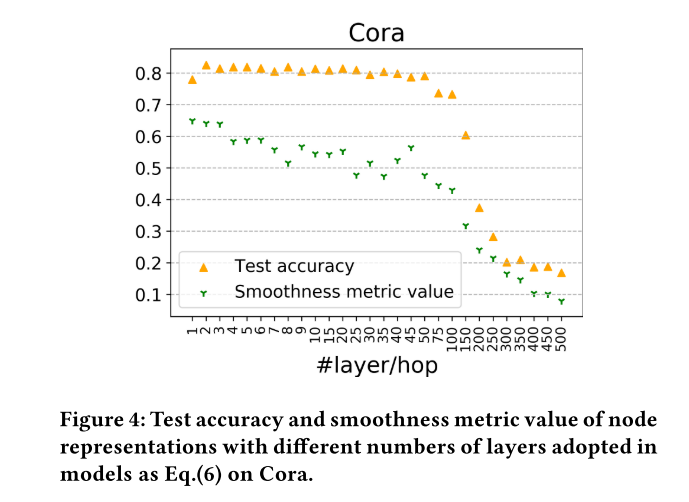 Cora
0.8
0.7
0.6
0.5
0.4
0.3
0.2
0.1
Test accuracy
Smoothness metric value
1 2 3 4 5 6 7 8 9 10 15 20 25 30 35 40 45 50 75 100 150 200 250 300 350 400 450 500
#layer/hop
Figure 4: Test accuracy and smoothness metric value of node
representations with different numbers of layers adopted in
models as Eq.(6) on Cora.